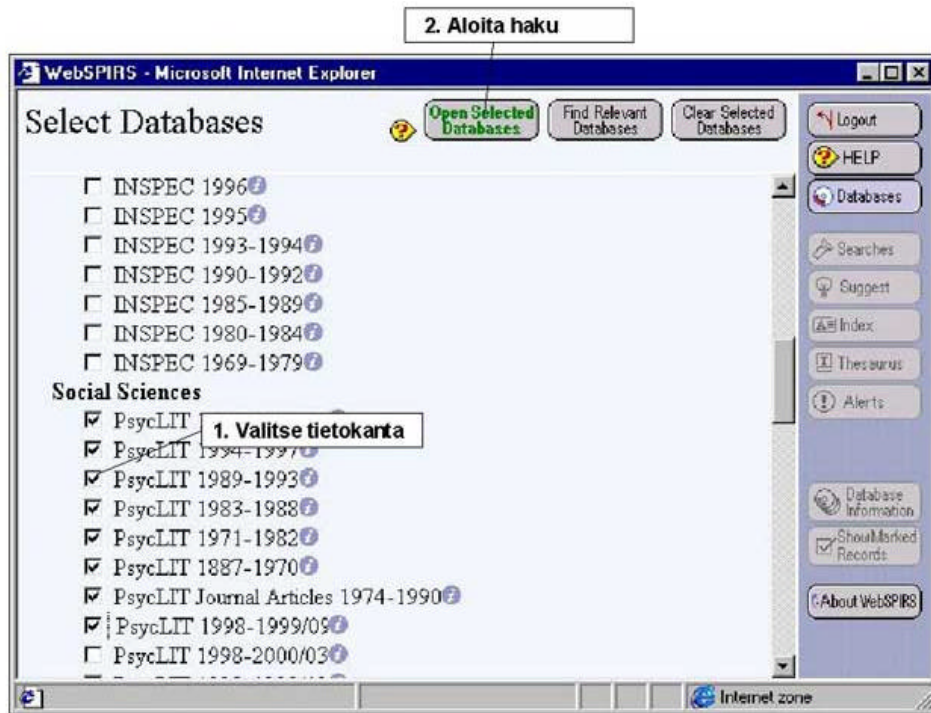 2. Aloita haku
WebSPIRS - Microsoft Internet Explorer
Select Databases
Open Selected
Databases
Find Relevant
Databases
Clear Selected
Databases
Logout
HELP
Databases
Searches
Suggest
Index
Thesaurus
Alerts
Database
Information
ShowMarked
Records
About WebSPIRS
INSPEC 1996
INSPEC 1995
INSPEC 1993-1994
INSPEC 1990-1992
INSPEC 1985-1989
INSPEC 1980-1984
INSPEC 1969-1979
Social Sciences
PsycLIT
1. Valitse tietokanta
PsycLIT 1994-1997
PsycLIT 1989-1993
PsycLIT 1983-1988
PsycLIT 1971-1982
PsycLIT 1887-1970
PsycLIT Journal Articles 1974-1990
PsycLIT 1998-1999/09
PsycLIT 1998-2000/03
Internet zone